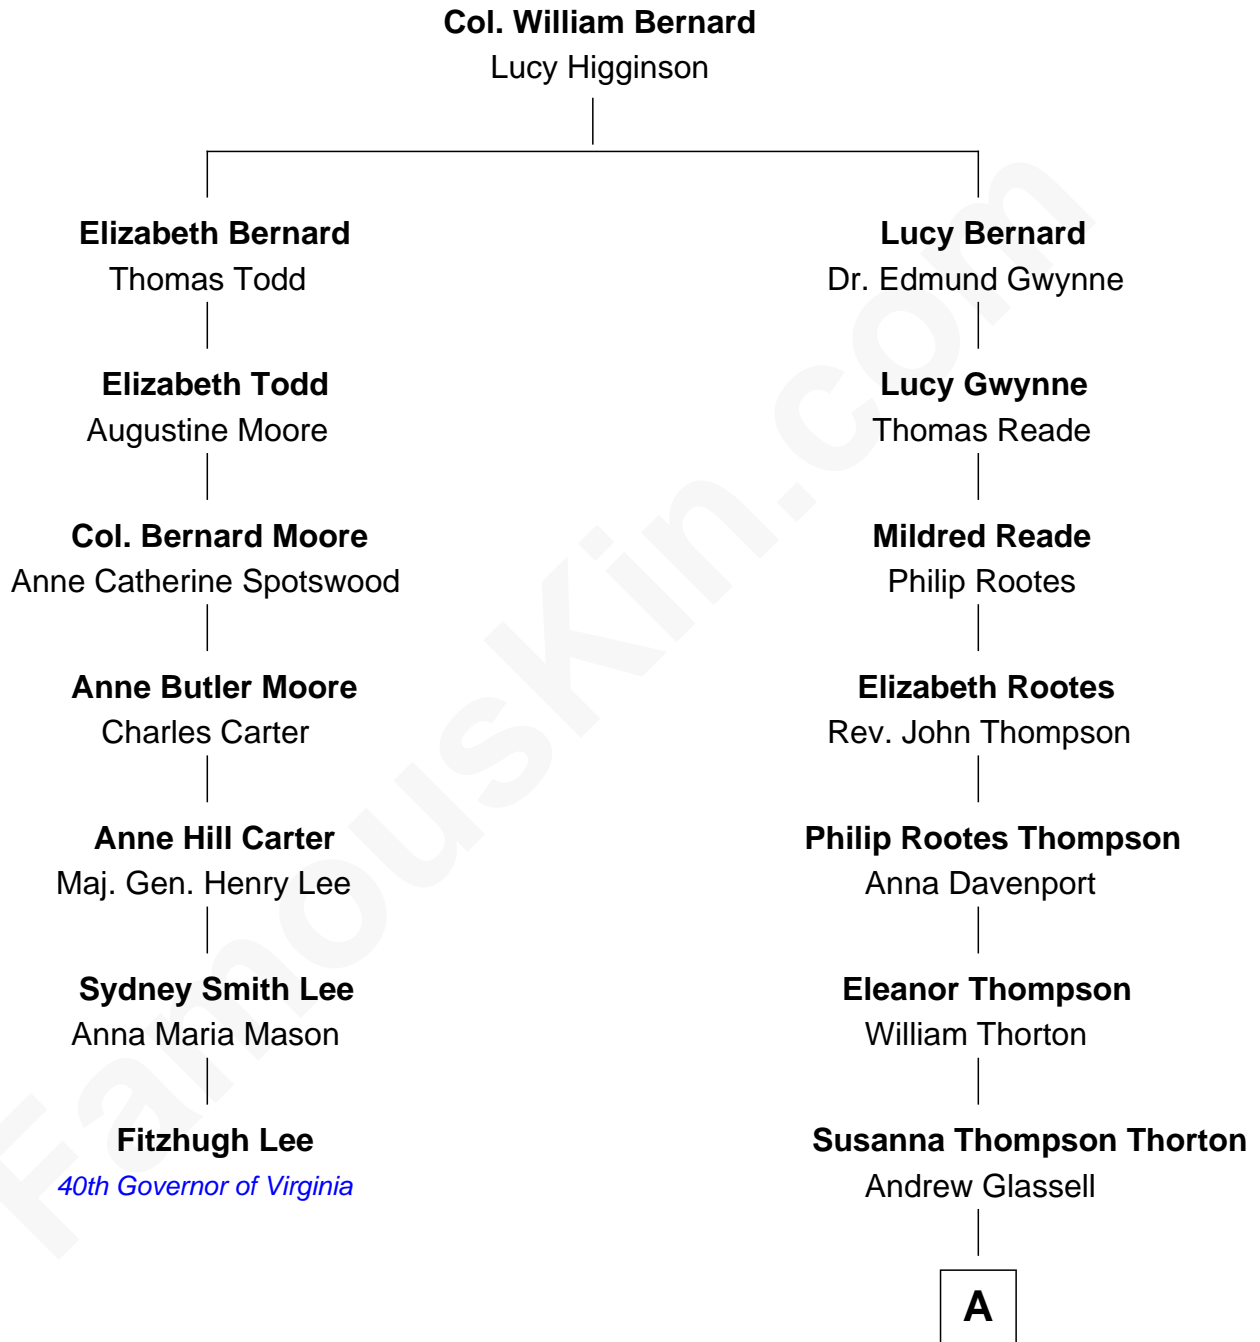 Col. William Bernard
Lucy Higginson
Elizabeth Bernard
Thomas Todd
Lucy Bernard
Dr. Edmund Gwynne
Elizabeth Todd
Augustine Moore
Lucy Gwynne
Thomas Reade
Col. Bernard Moore
Anne Catherine Spotswood
Mildred Reade
Philip Rootes
Anne Butler Moore
Charles Carter
Elizabeth Rootes
Rev. John Thompson
Anne Hill Carter
Maj. Gen. Henry Lee
Philip Rootes Thompson
Anna Davenport
Sydney Smith Lee
Anna Maria Mason
Eleanor Thompson
William Thorton
Fitzhugh Lee
40th Governor of Virginia
Susanna Thompson Thorton
Andrew Glassell
A
FamousKin.com